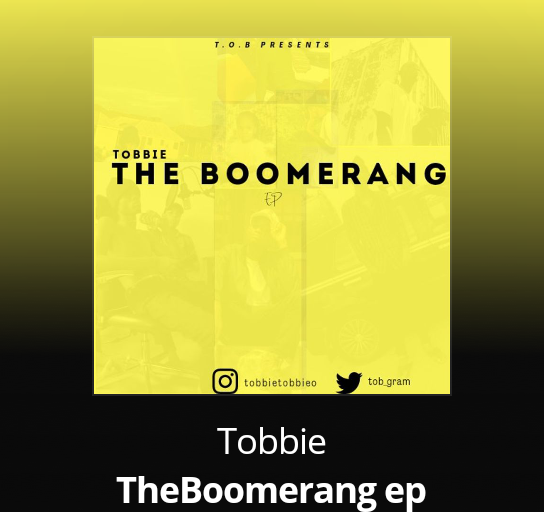 T.O.B PRESENTS
TOBBIE
THE BOOMERANG
EP
tobbietobbieo
tob_gram
Tobbie
TheBoomerang ep